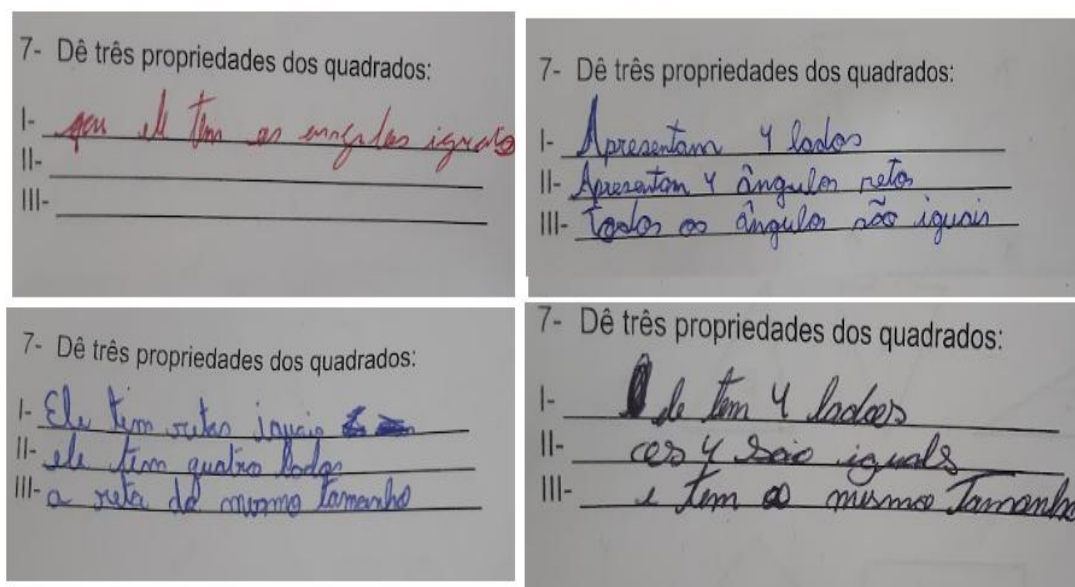 7- Dê três propriedades dos quadrados:
I- ele tem os angulos iguais
II-
III-
7- Dê três propriedades dos quadrados:
I- Apresentam 4 lados
II- Apresentam 4 ângulos retos
III- Todos os ângulos são iguais
7- Dê três propriedades dos quadrados:
I- Ele tem retas iguais
II- ele tem quatro lados
III- a reta do mesmo tamanho
7- Dê três propriedades dos quadrados:
I- ele tem 4 lados
II- os 4 são iguals
III- e tem o mesmo Tamanho